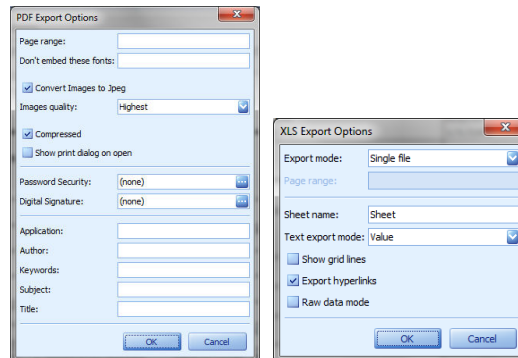 PDF Export Options
Page range:
Don't embed these fonts:
Convert Images to Jpeg
Images quality: Highest
Compressed
Show print dialog on open
Password Security: (none)
Digital Signature: (none)
Application:
Author:
Keywords:
Subject:
Title:
OK Cancel
XLS Export Options
Export mode: Single file
Page range:
Sheet name: Sheet
Text export mode: Value
Show grid lines
Export hyperlinks
Raw data mode
OK Cancel